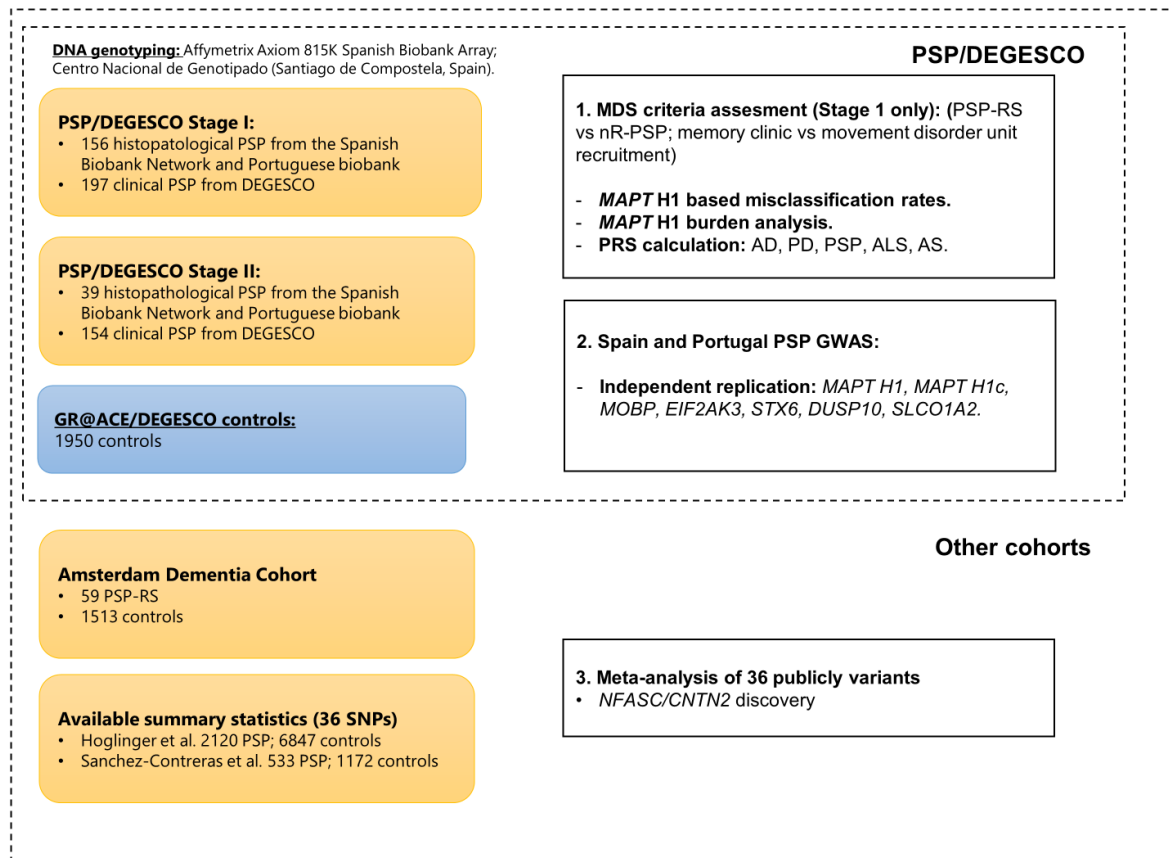 DNA genotyping: Affymetrix Axiom 815K Spanish Biobank Array;
Centro Nacional de Genotipado (Santiago de Compostela, Spain).
PSP/DEGESCO
PSP/DEGESCO Stage I:
• 156 histopatological PSP from the Spanish
Biobank Network and Portuguese biobank
• 197 clinical PSP from DEGESCO
PSP/DEGESCO Stage II:
• 39 histopathological PSP from the Spanish
Biobank Network and Portuguese biobank
• 154 clinical PSP from DEGESCO
GR@ACE/DEGESCO controls:
1950 controls
1. MDS criteria assesment (Stage 1 only): (PSP-RS
vs nR-PSP; memory clinic vs movement disorder unit
recruitment)
- MAPT H1 based misclassification rates.
- MAPT H1 burden analysis.
- PRS calculation: AD, PD, PSP, ALS, AS.
2. Spain and Portugal PSP GWAS:
- Independent replication: MAPT H1, MAPT H1c,
MOBP, EIF2AK3, STX6, DUSP10, SLCO1A2.
Other cohorts
Amsterdam Dementia Cohort
• 59 PSP-RS
• 1513 controls
Available summary statistics (36 SNPs)
• Hoglinger et al. 2120 PSP; 6847 controls
• Sanchez-Contreras et al. 533 PSP; 1172 controls
3. Meta-analysis of 36 publicly variants
• NFASC/CNTN2 discovery